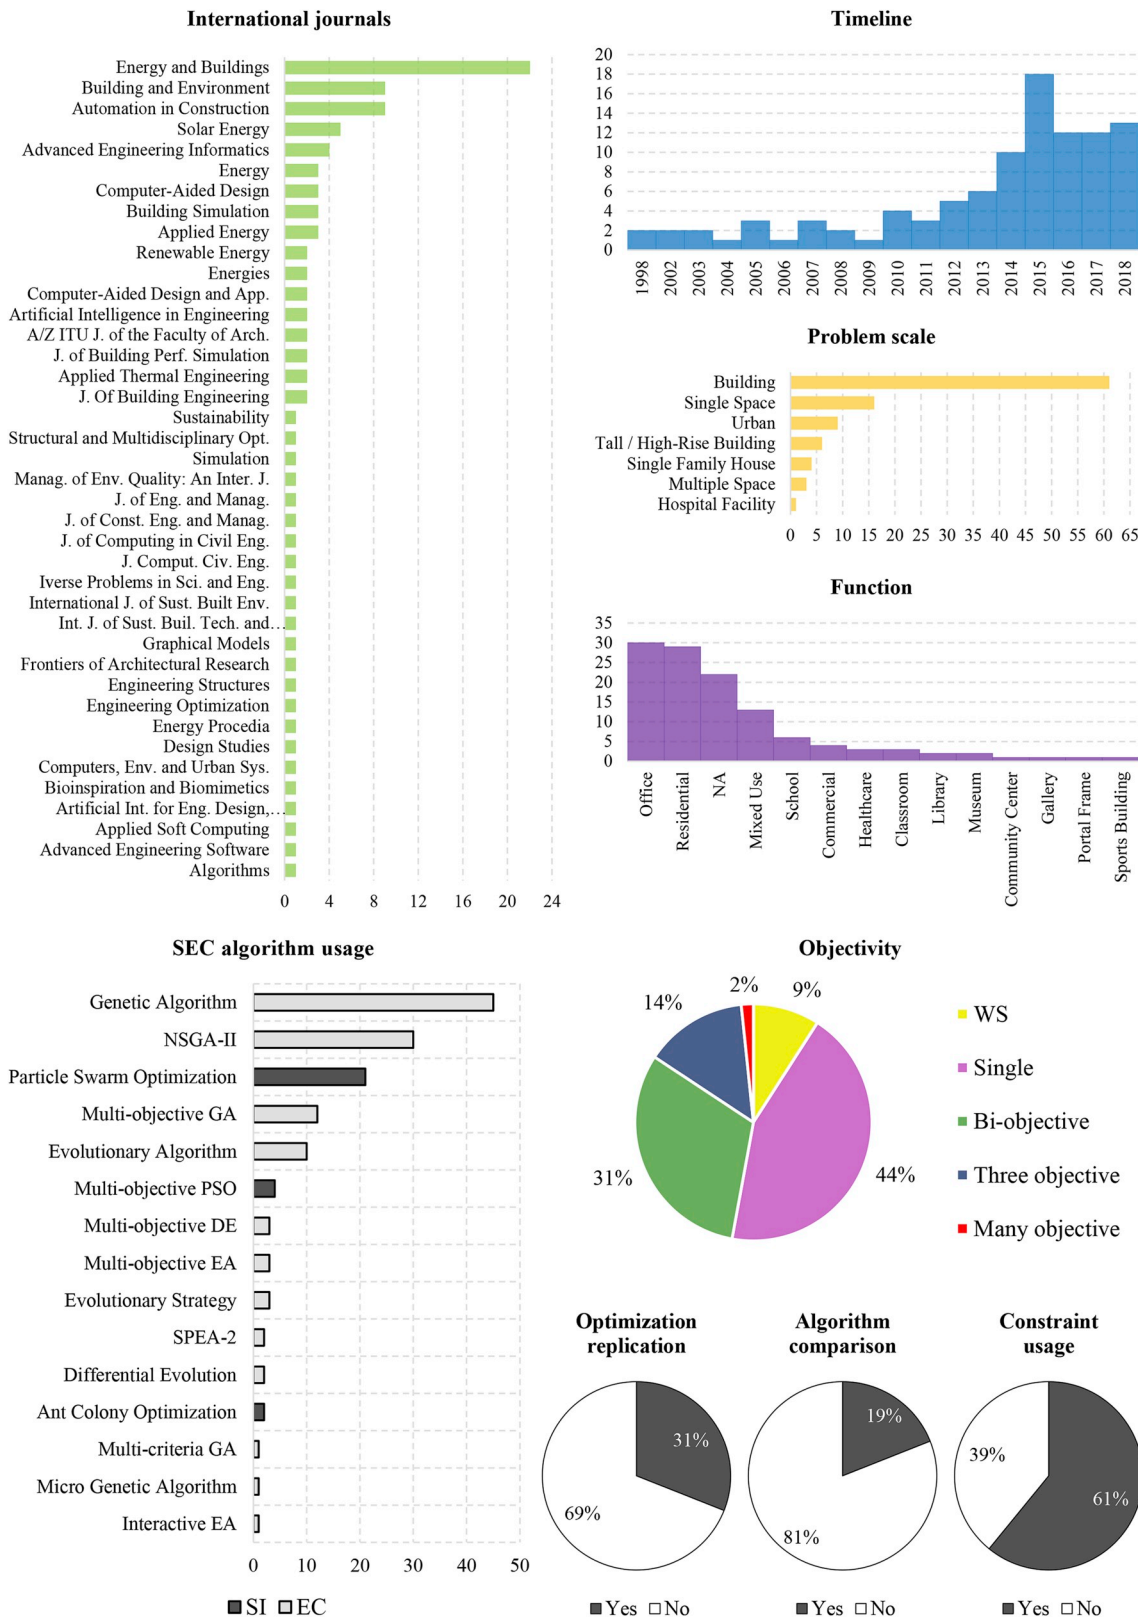 International journals
Energy and Buildings
Building and Environment
Automation in Construction
Solar Energy
Advanced Engineering Informatics
Energy
Computer-Aided Design
Building Simulation
Applied Energy
Renewable Energy
Energies
Computer-Aided Design and App.
Artificial Intelligence in Engineering
A/Z ITU J. of the Faculty of Arch.
J. of Building Perf. Simulation
Applied Thermal Engineering
J. Of Building Engineering
Sustainability
Structural and Multidisciplinary Opt.
Simulation
Manag. of Env. Quality: An Inter. J.
J. of Eng. and Manag.
J. of Const. Eng. and Manag.
J. of Computing in Civil Eng.
J. Comput. Civ. Eng.
Iverse Problems in Sci. and Eng.
International J. of Sust. Built Env.
Int. J. of Sust. Buil. Tech. and…
Graphical Models
Frontiers of Architectural Research
Engineering Structures
Engineering Optimization
Energy Procedia
Design Studies
Computers, Env. and Urban Sys.
Bioinspiration and Biomimetics
Artificial Int. for Eng. Design,…
Applied Soft Computing
Advanced Engineering Software
Algorithms
0 4 8 12 16 20 24
Timeline
20
18
16
14
12
10
8
6
4
2
0
1998 2002 2003 2004 2005 2006 2007 2008 2009 2010 2011 2012 2013 2014 2015 2016 2017 2018
Problem scale
Building
Single Space
Urban
Tall / High-Rise Building
Single Family House
Multiple Space
Hospital Facility
0 5 10 15 20 25 30 35 40 45 50 55 60 65
Function
35
30
25
20
15
10
5
0
Office
Residential
NA
Mixed Use
School
Commercial
Healthcare
Classroom
Library
Museum
Community Center
Gallery
Portal Frame
Sports Building
SEC algorithm usage
Genetic Algorithm
NSGA-II
Particle Swarm Optimization
Multi-objective GA
Evolutionary Algorithm
Multi-objective PSO
Multi-objective DE
Multi-objective EA
Evolutionary Strategy
SPEA-2
Differential Evolution
Ant Colony Optimization
Multi-criteria GA
Micro Genetic Algorithm
Interactive EA
0 10 20 30 40 50
SI EC
Objectivity
2%
9%
14%
31%
44%
WS
Single
Bi-objective
Three objective
Many objective
Optimization
replication
31%
69%
Yes No
Algorithm
comparison
19%
81%
Yes No
Constraint
usage
39%
61%
Yes No